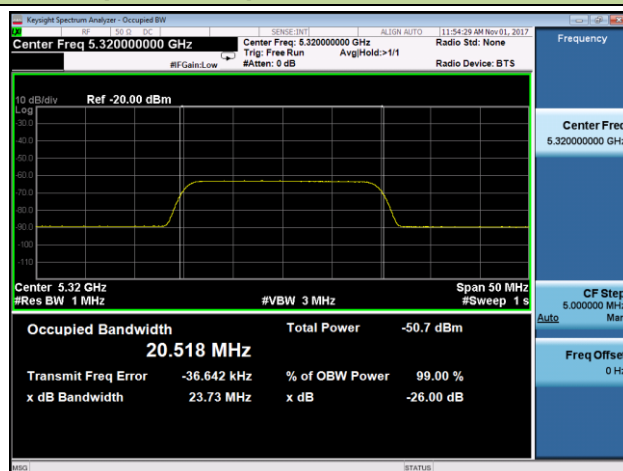 Keysight Spectrum Analyzer - Occupied BW
RF 50 Ω DC SENSE:INT ALIGN AUTO 11:54:29 AM Nov 01, 2017
Center Freq 5.320000000 GHz Center Freq: 5.320000000 GHz Radio Std: None Frequency
Trig: Free Run Avg|Hold:>1/1
#IFGain:Low #Atten: 0 dB Radio Device: BTS
10 dB/div Ref -20.00 dBm
Log
-30.0
-40.0
-50.0
-60.0
-70.0
-80.0
-90.0
-100
-110
Center Freq
5.320000000 GHz
Center 5.32 GHz Span 50 MHz
#Res BW 1 MHz #VBW 3 MHz #Sweep 1 s
CF Step
5.000000 MHz
Auto Man
Occupied Bandwidth Total Power -50.7 dBm
20.518 MHz
Transmit Freq Error -36.642 kHz % of OBW Power 99.00 %
x dB Bandwidth 23.73 MHz x dB -26.00 dB
Freq Offset
0 Hz
MSG STATUS